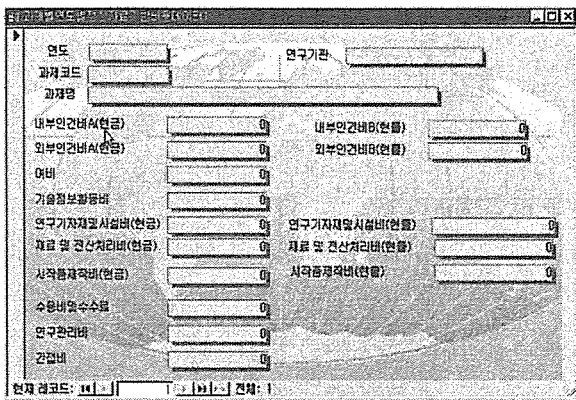 연도 연구기관
과제코드
과제명
내부인건비A(현금) 0 내부인건비B(현물) 0
외부인건비A(현금) 0 외부인건비B(현물) 0
여비 0
기술정보활동비 0
연구기자재및시설비(현금) 0 연구기자재및시설비(현물) 0
재료 및 전산처리비(현금) 0 재료 및 전산처리비(현물) 0
시작품제작비(현금) 0 시작품제작비(현물) 0
수용비및수수료 0
연구관리비 0
간접비 0
현재 레코드: 1 전체: 1